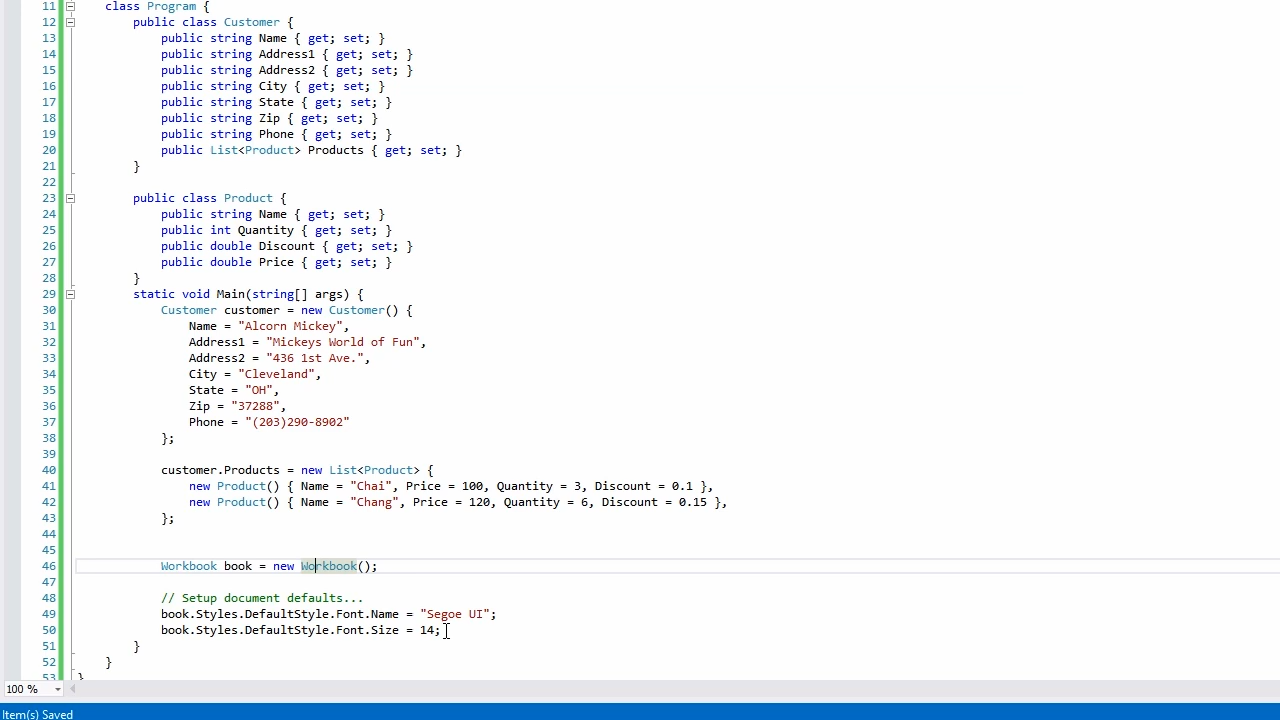 11 class Program {
12 public class Customer {
13 public string Name { get; set; }
14 public string Address1 { get; set; }
15 public string Address2 { get; set; }
16 public string City { get; set; }
17 public string State { get; set; }
18 public string Zip { get; set; }
19 public string Phone { get; set; }
20 public List<Product> Products { get; set; }
21 }
22
23 public class Product {
24 public string Name { get; set; }
25 public int Quantity { get; set; }
26 public double Discount { get; set; }
27 public double Price { get; set; }
28 }
29 static void Main(string[] args) {
30 Customer customer = new Customer() {
31 Name = "Alcorn Mickey",
32 Address1 = "Mickeys World of Fun",
33 Address2 = "436 1st Ave.",
34 City = "Cleveland",
35 State = "OH",
36 Zip = "37288",
37 Phone = "(203)290-8902"
38 };
39
40 customer.Products = new List<Product> {
41 new Product() { Name = "Chai", Price = 100, Quantity = 3, Discount = 0.1 },
42 new Product() { Name = "Chang", Price = 120, Quantity = 6, Discount = 0.15 },
43 };
44
45
46 Workbook book = new Workbook();
47
48 // Setup document defaults...
49 book.Styles.DefaultStyle.Font.Name = "Segoe UI";
50 book.Styles.DefaultStyle.Font.Size = 14;
51 }
52 }
53 }
100 %
Item(s) Saved